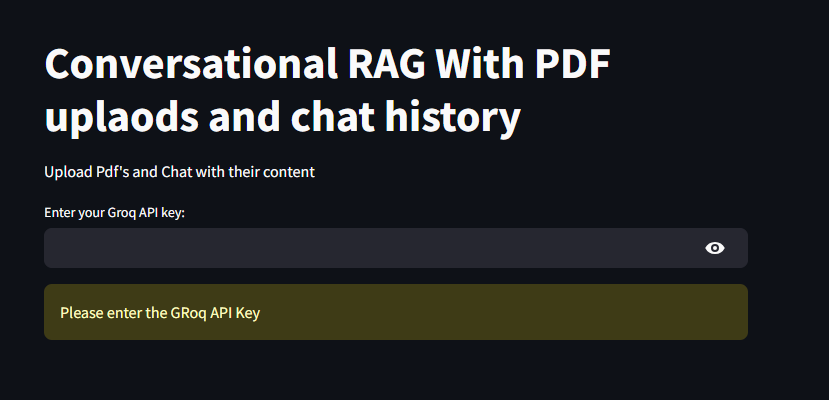 Conversational RAG With PDF
uplaods and chat history
Upload Pdf's and Chat with their content
Enter your Groq API key:
Please enter the GRoq API Key